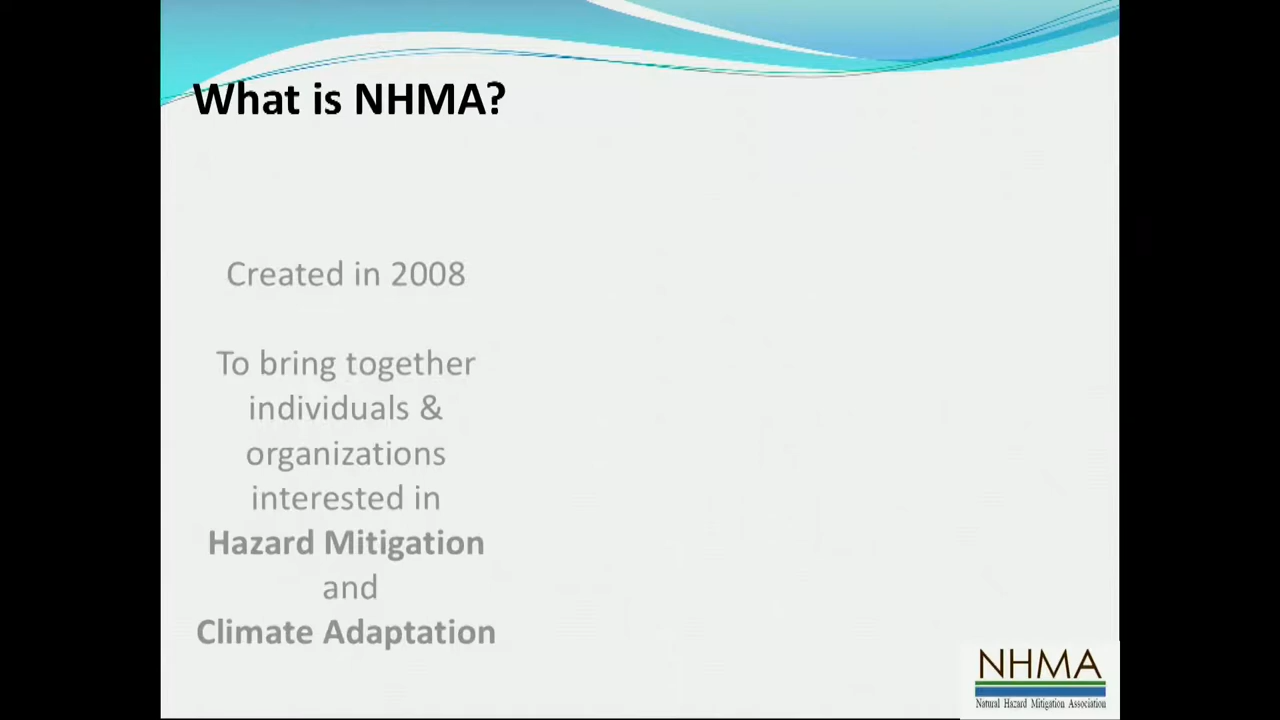 What is NHMA?
Created in 2008
To bring together
individuals &
organizations
interested in
Hazard Mitigation
and
Climate Adaptation
NHMA
Natural Hazard Mitigation Association